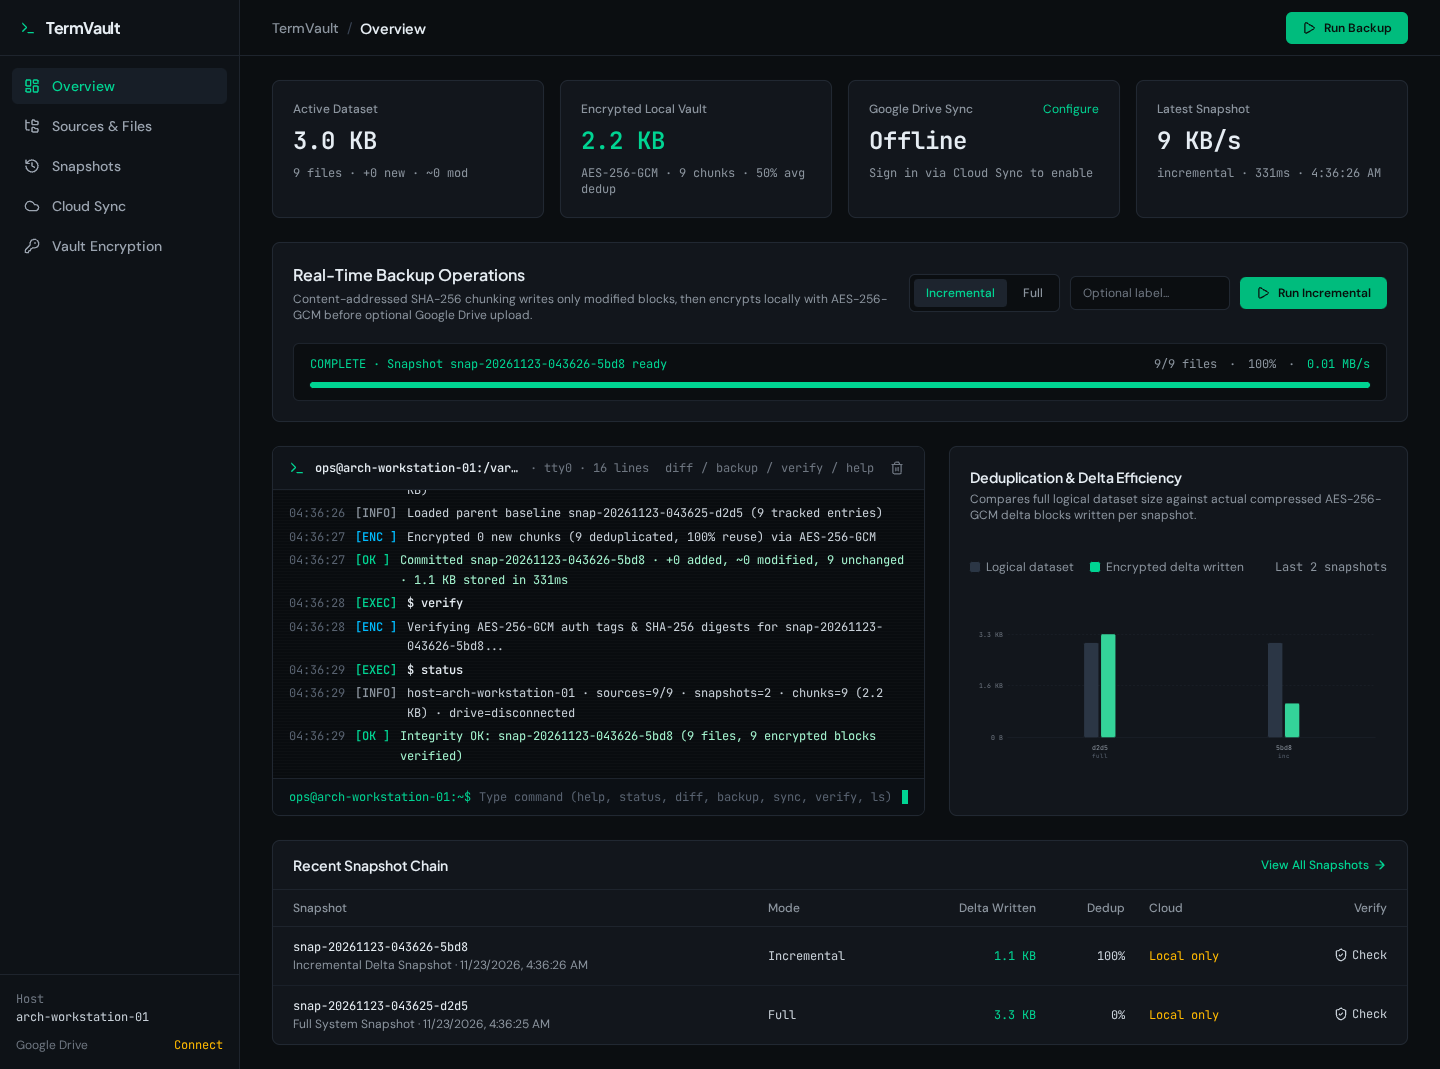 TermVault
TermVault / Overview
Run Backup
Overview
Sources & Files
Snapshots
Cloud Sync
Vault Encryption
Active Dataset
3.0 KB
9 files · +0 new · ~0 mod
Encrypted Local Vault
2.2 KB
AES-256-GCM · 9 chunks · 50% avg
dedup
Google Drive Sync
Configure
Offline
Sign in via Cloud Sync to enable
Latest Snapshot
9 KB/s
incremental · 331ms · 4:36:26 AM
Real-Time Backup Operations
Content-addressed SHA-256 chunking writes only modified blocks, then encrypts locally with AES-256-
GCM before optional Google Drive upload.
Incremental
Full
Optional label...
Run Incremental
COMPLETE · Snapshot snap-20261123-043626-5bd8 ready
9/9 files · 100% · 0.01 MB/s
ops@arch-workstation-01:/var… · tty0 · 16 lines diff / backup / verify / help
KB)
04:36:26 [INFO] Loaded parent baseline snap-20261123-043625-d2d5 (9 tracked entries)
04:36:27 [ENC ] Encrypted 0 new chunks (9 deduplicated, 100% reuse) via AES-256-GCM
04:36:27 [OK ] Committed snap-20261123-043626-5bd8 · +0 added, ~0 modified, 9 unchanged
· 1.1 KB stored in 331ms
04:36:28 [EXEC] $ verify
04:36:28 [ENC ] Verifying AES-256-GCM auth tags & SHA-256 digests for snap-20261123-
043626-5bd8...
04:36:29 [EXEC] $ status
04:36:29 [INFO] host=arch-workstation-01 · sources=9/9 · snapshots=2 · chunks=9 (2.2
KB) · drive=disconnected
04:36:29 [OK ] Integrity OK: snap-20261123-043626-5bd8 (9 files, 9 encrypted blocks
verified)
ops@arch-workstation-01:~$ Type command (help, status, diff, backup, sync, verify, ls)
Deduplication & Delta Efficiency
Compares full logical dataset size against actual compressed AES-256-
GCM delta blocks written per snapshot.
Logical dataset
Encrypted delta written
Last 2 snapshots
3.3 KB
1.6 KB
0 B
d2d5
full
5bd8
inc
Recent Snapshot Chain
View All Snapshots
Snapshot Mode Delta Written Dedup Cloud Verify
snap-20261123-043626-5bd8
Incremental Delta Snapshot · 11/23/2026, 4:36:26 AM
Incremental 1.1 KB 100% Local only Check
snap-20261123-043625-d2d5
Full System Snapshot · 11/23/2026, 4:36:25 AM
Full 3.3 KB 0% Local only Check
Host
arch-workstation-01
Google Drive Connect